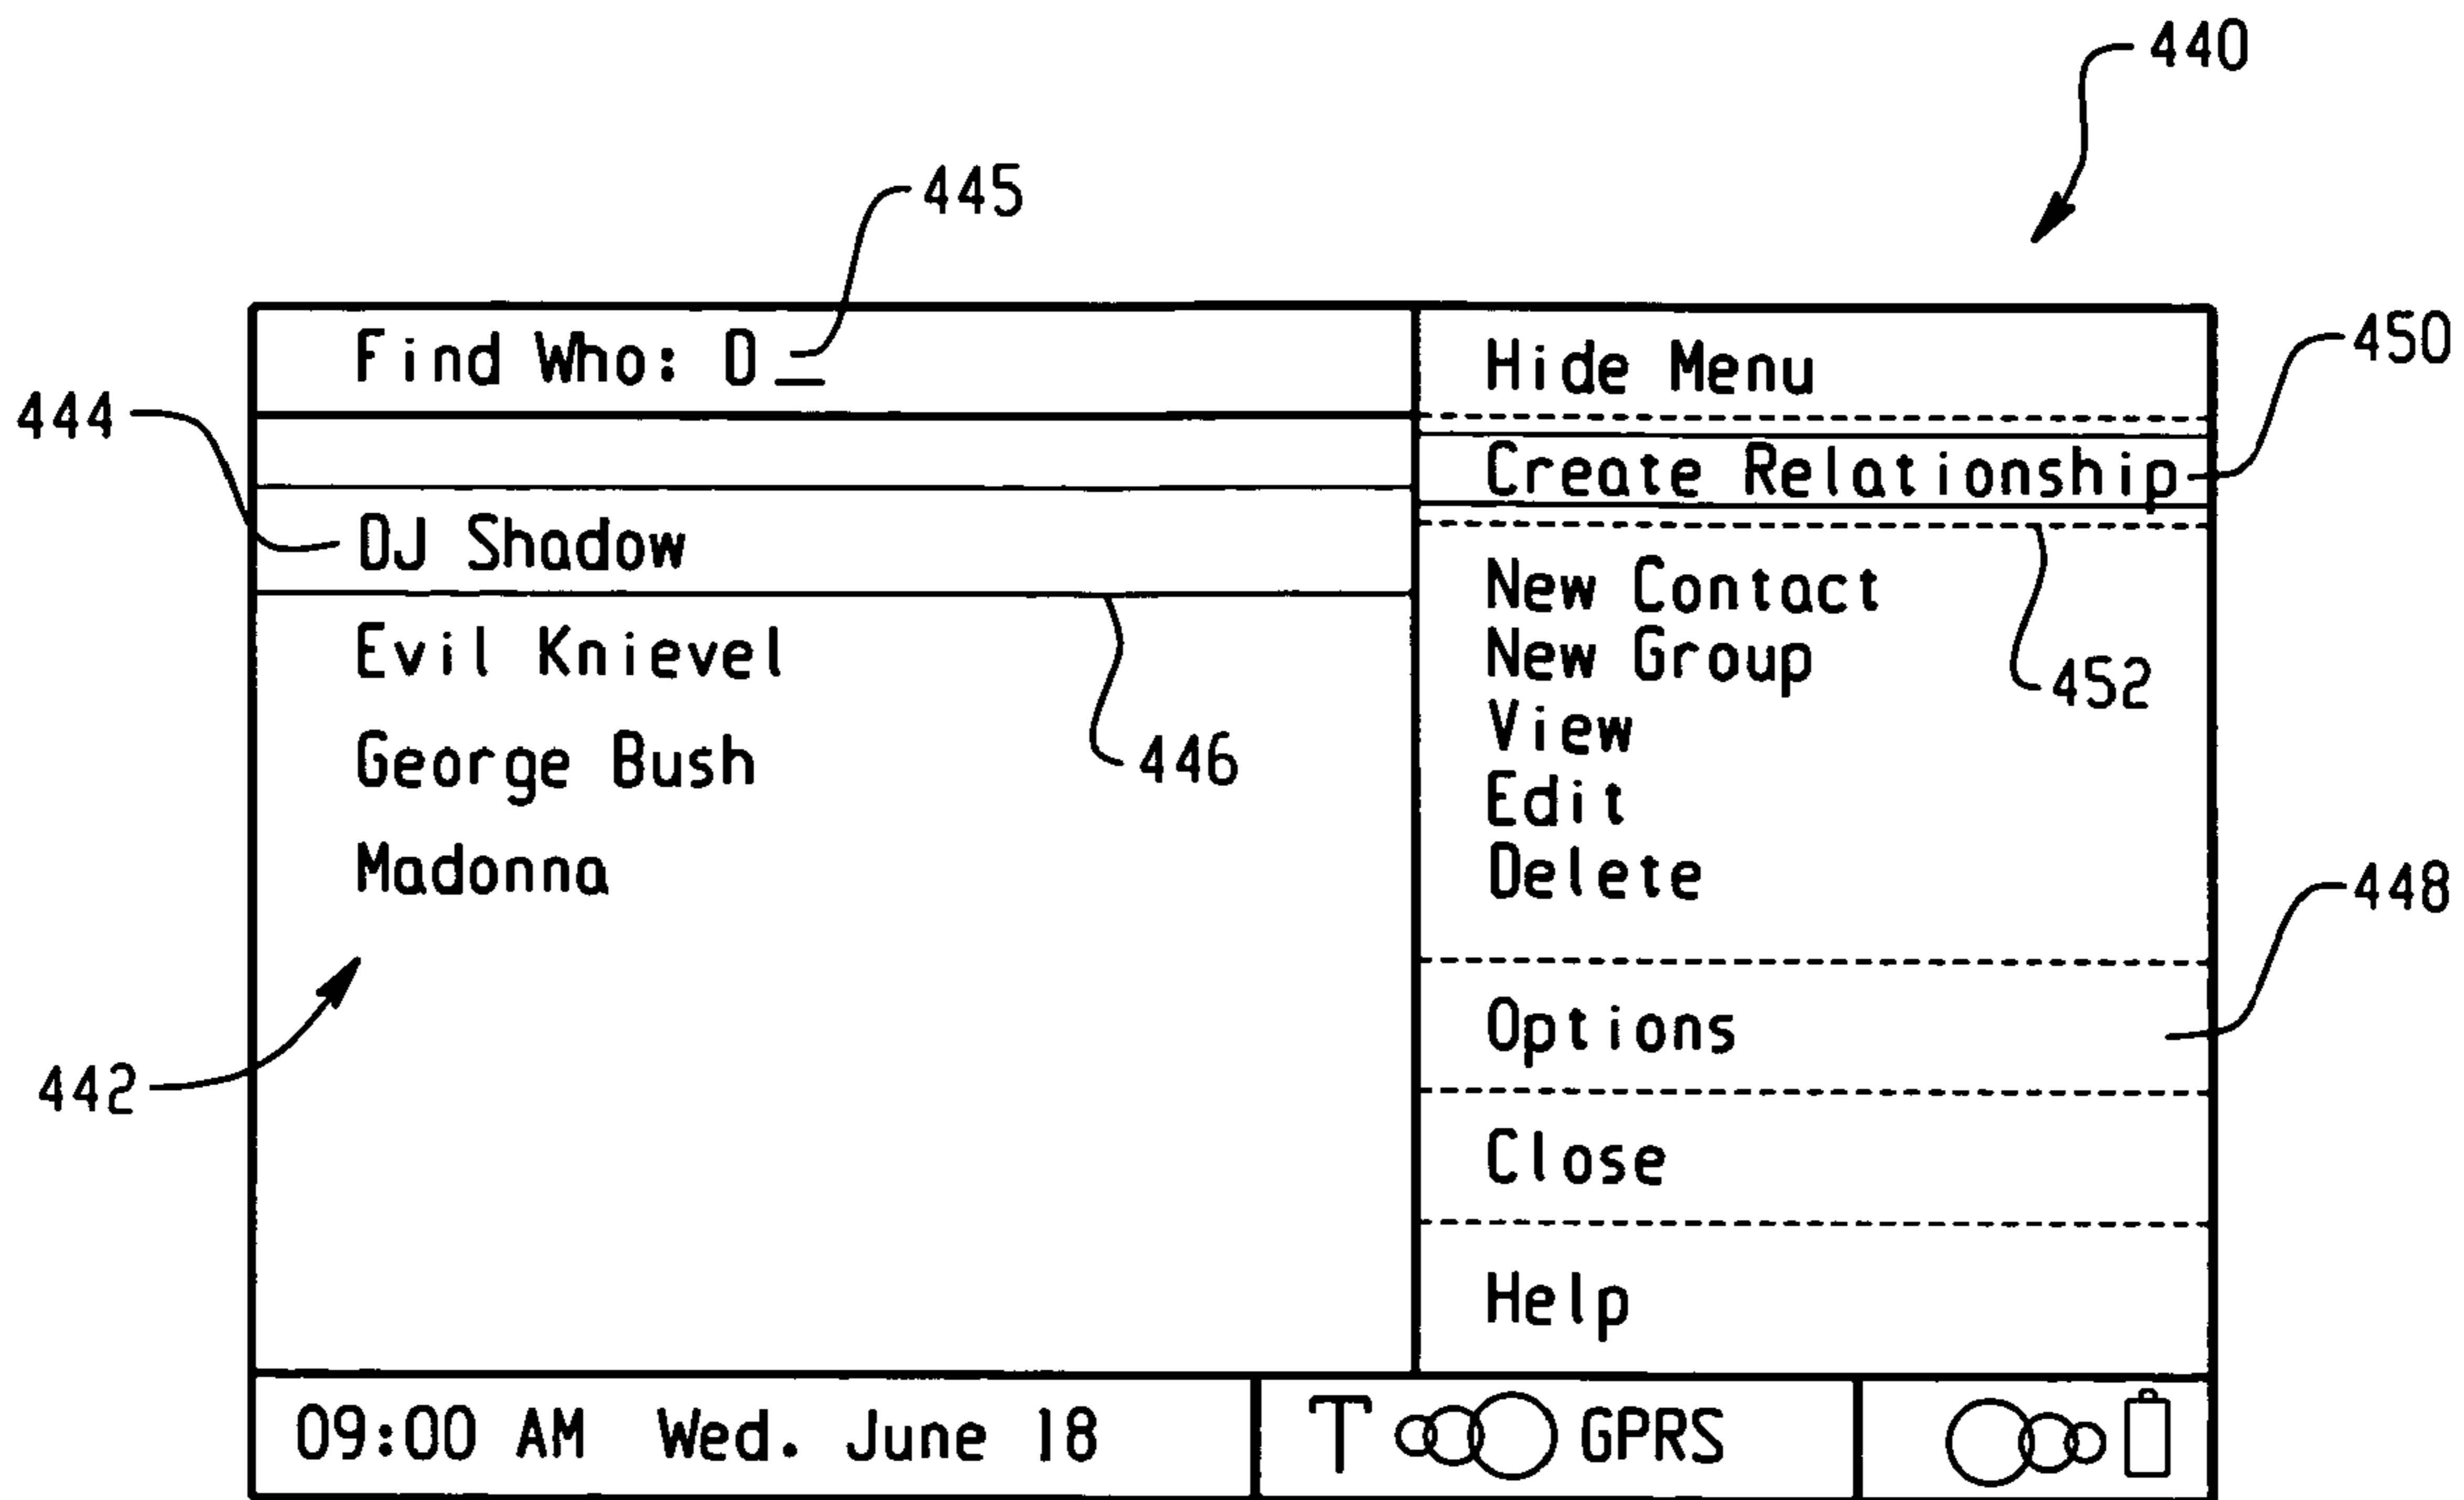 440
445
Find Who: D_
444
DJ Shadow
Evil Knievel
George Bush
Madonna
446
442
Hide Menu
450
Create Relationship
New Contact
New Group
452
View
Edit
Delete
448
Options
Close
Help
09:00 AM Wed. June 18
T GPRS